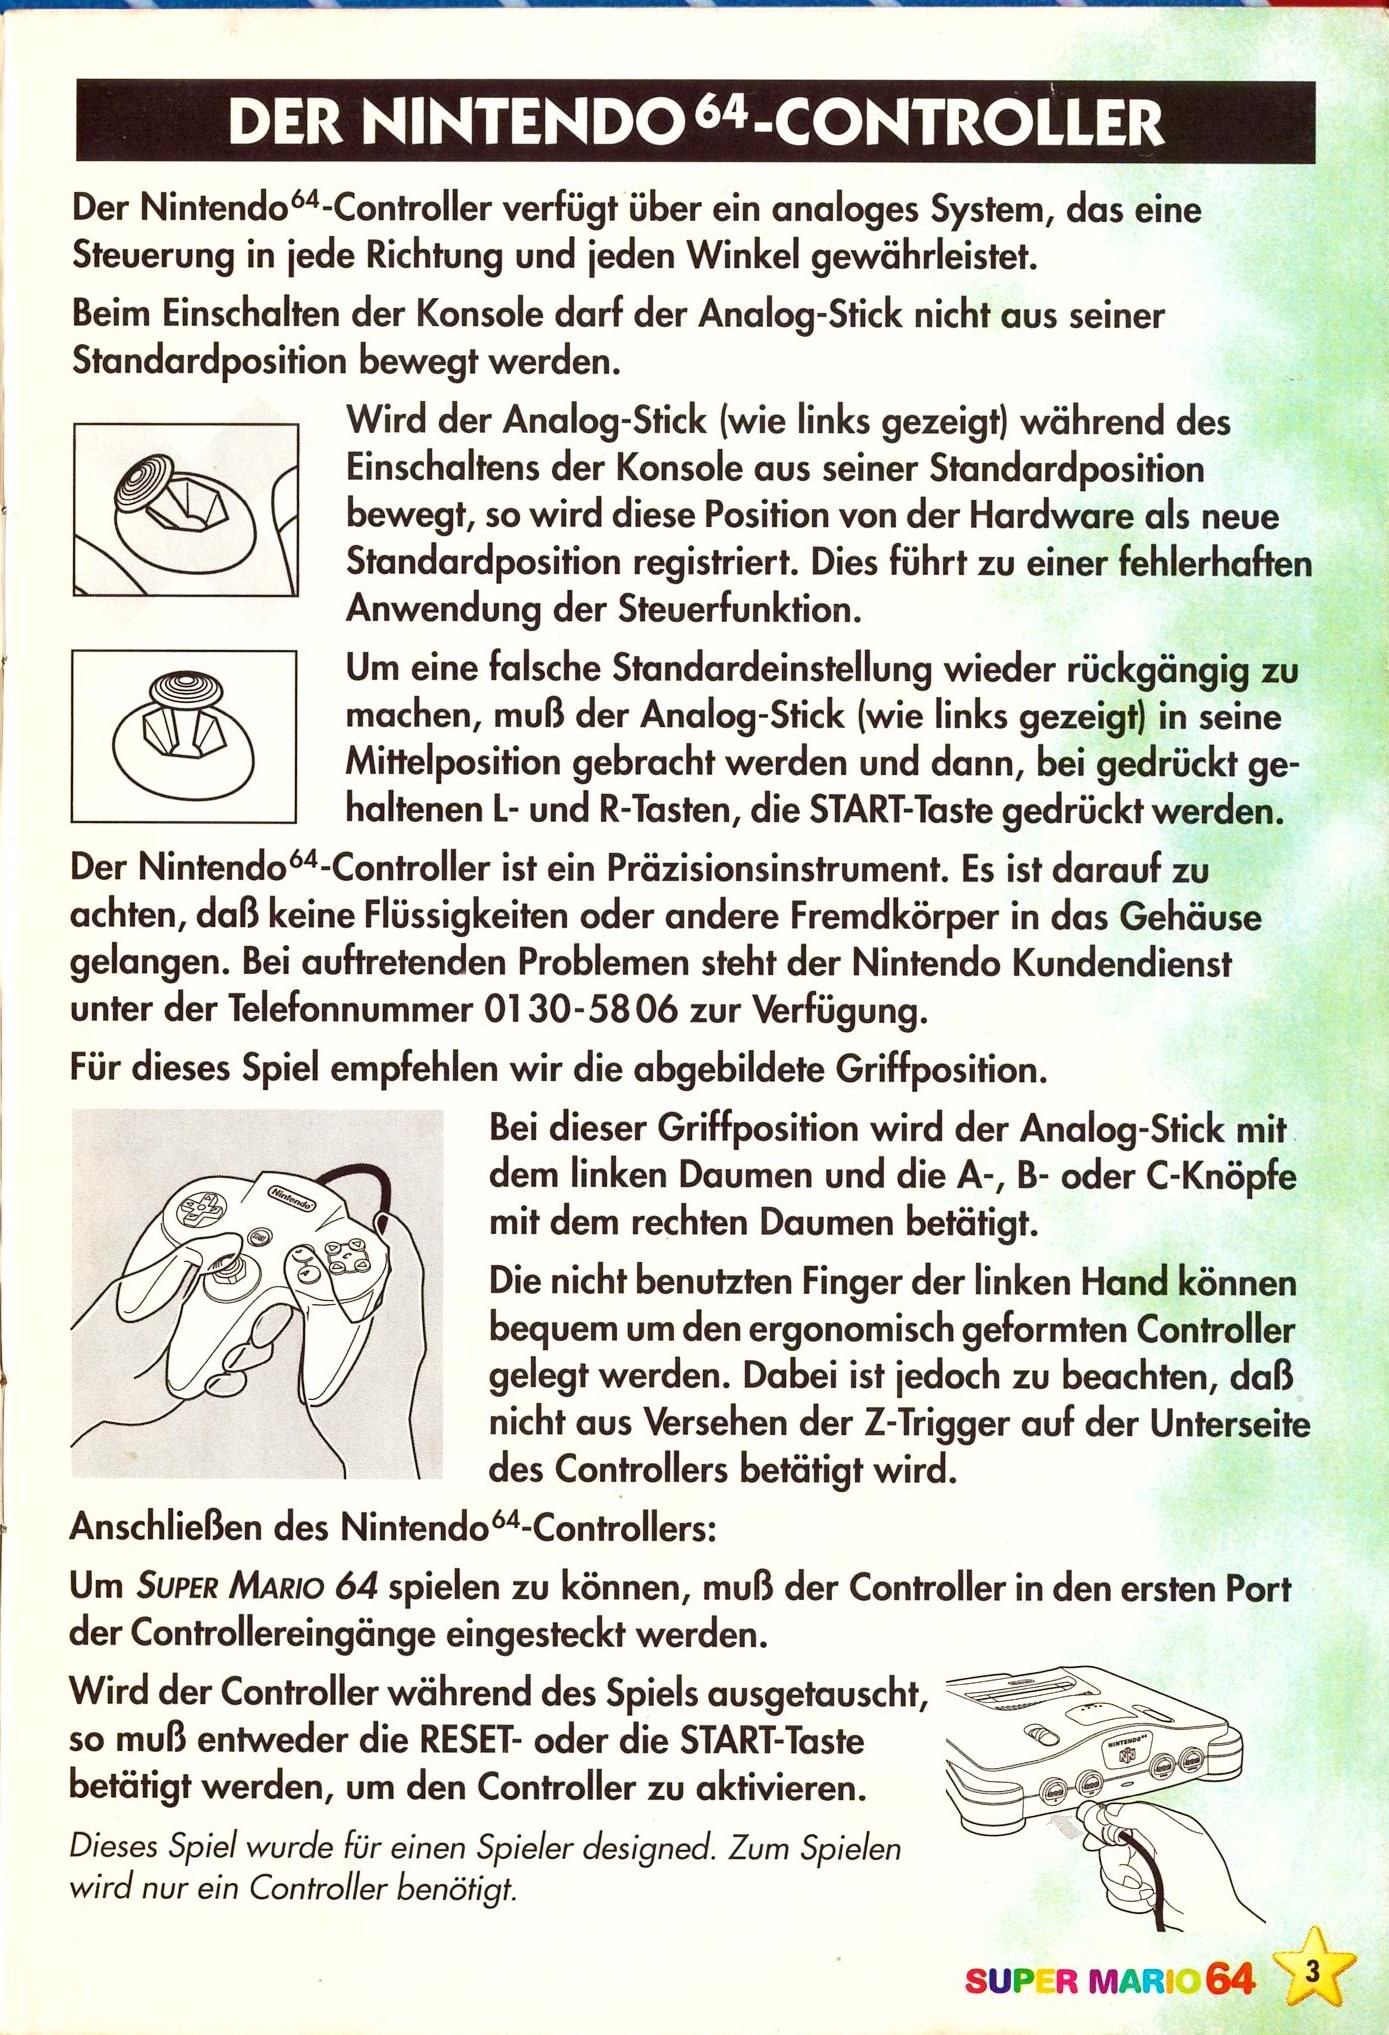 DER NINTENDO64-CONTROLLER
Der Nintendo64-Controller verfügt über ein analoges System, das eine
Steuerung in jede Richtung und jeden Winkel gewährleistet.
Beim Einschalten der Konsole darf der Analog-Stick nicht aus seiner
Standardposition bewegt werden.
Wird der Analog-Stick (wie links gezeigt) während des
Einschaltens der Konsole aus seiner Standardposition
bewegt, so wird diese Position von der Hardware als neue
Standardposition registriert. Dies führt zu einer fehlerhaften
Anwendung der Steuerfunktion.
Um eine falsche Standardeinstellung wieder rückgängig zu
machen, muß der Analog-Stick (wie links gezeigt) in seine
Mittelposition gebracht werden und dann, bei gedrückt ge-
haltenen L- und R-Tasten, die START-Taste gedrückt werden.
Der Nintendo64-Controller ist ein Präzisionsinstrument. Es ist darauf zu
achten, daß keine Flüssigkeiten oder andere Fremdkörper in das Gehäuse
gelangen. Bei auftretenden Problemen steht der Nintendo Kundendienst
unter der Telefonnummer 0130-5806 zur Verfügung.
Für dieses Spiel empfehlen wir die abgebildete Griffposition.
Nintendo
START
Bei dieser Griffposition wird der Analog-Stick mit
dem linken Daumen und die A-, B- oder C-Knöpfe
mit dem rechten Daumen betätigt.
Die nicht benutzten Finger der linken Hand können
bequem um den ergonomisch geformten Controller
gelegt werden. Dabei ist jedoch zu beachten, daß
nicht aus Versehen der Z-Trigger auf der Unterseite
des Controllers betätigt wird.
Anschließen des Nintendo64-Controllers:
Um SUPER MARIO 64 spielen zu können, muß der Controller in den ersten Port
der Controllereingänge eingesteckt werden.
Wird der Controller während des Spiels ausgetauscht,
so muß entweder die RESET- oder die START-Taste
betätigt werden, um den Controller zu aktivieren.
Dieses Spiel wurde für einen Spieler designed. Zum Spielen
wird nur ein Controller benötigt.
NINTENDO64
SUPER MARIO 64
3